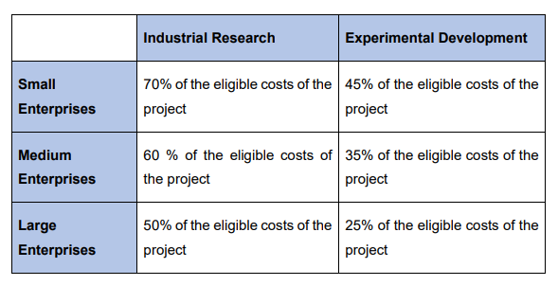 Industrial Research Experimental Development
Small 70% of the eligible costs of the 45% of the eligible costs of the
Enterprises project project
Medium 60 % of the eligible costs of 35% of the eligible costs of the
Enterprises the project project
Large 50% of the eligible costs of the 25% of the eligible costs of the
Enterprises project project